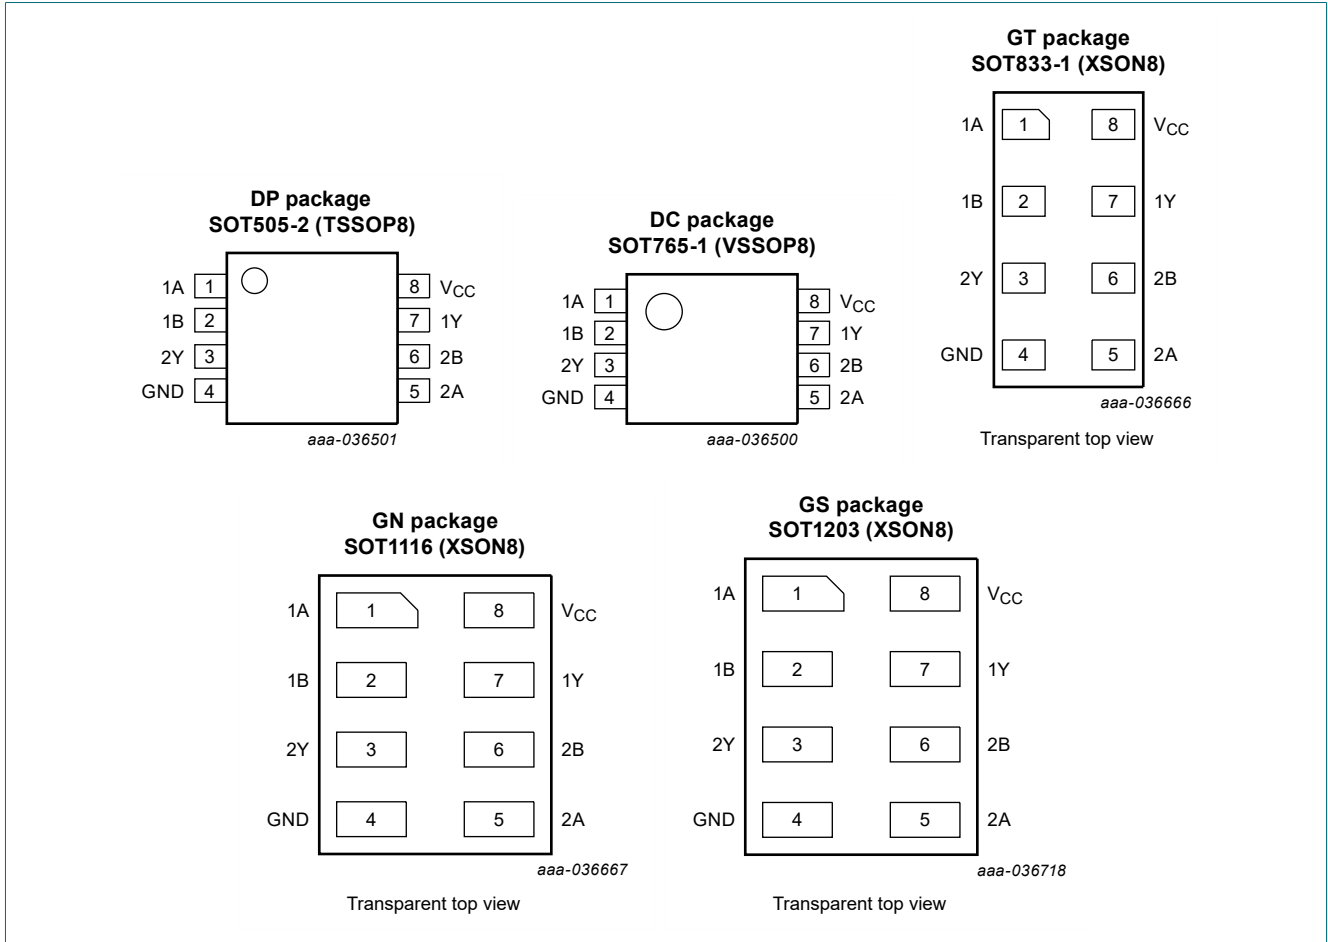 GT package
SOT833-1 (XSON8)
1A 1 8 VCC
1B 2 7 1Y
2Y 3 6 2B
GND 4 5 2A
aaa-036666
Transparent top view
DP package
SOT505-2 (TSSOP8)
1A 1 8 VCC
1B 2 7 1Y
2Y 3 6 2B
GND 4 5 2A
aaa-036501
DC package
SOT765-1 (VSSOP8)
1A 1 8 VCC
1B 2 7 1Y
2Y 3 6 2B
GND 4 5 2A
aaa-036500
GN package
SOT1116 (XSON8)
1A 1 8 VCC
1B 2 7 1Y
2Y 3 6 2B
GND 4 5 2A
aaa-036667
Transparent top view
GS package
SOT1203 (XSON8)
1A 1 8 VCC
1B 2 7 1Y
2Y 3 6 2B
GND 4 5 2A
aaa-036718
Transparent top view